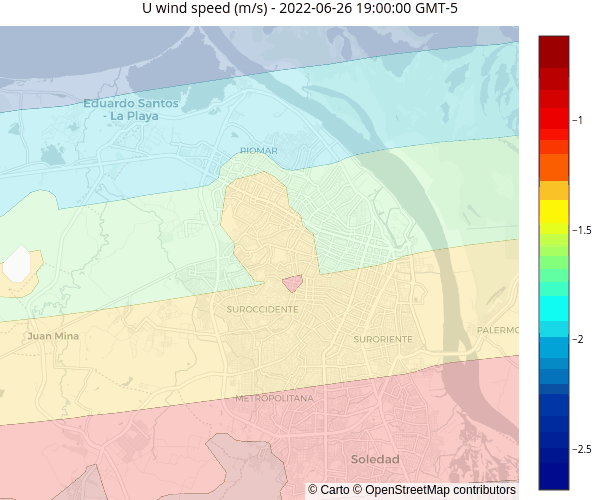 U wind speed (m/s) - 2022-06-26 19:00:00 GMT-5
Eduardo Santos
- La Playa
RIOMAR
SUROCCIDENTE
Juan Mina
SURORIENTE
PALERMO
METROPOLITANA
Soledad
© Carto © OpenStreetMap contributors
−1
−1.5
−2
−2.5